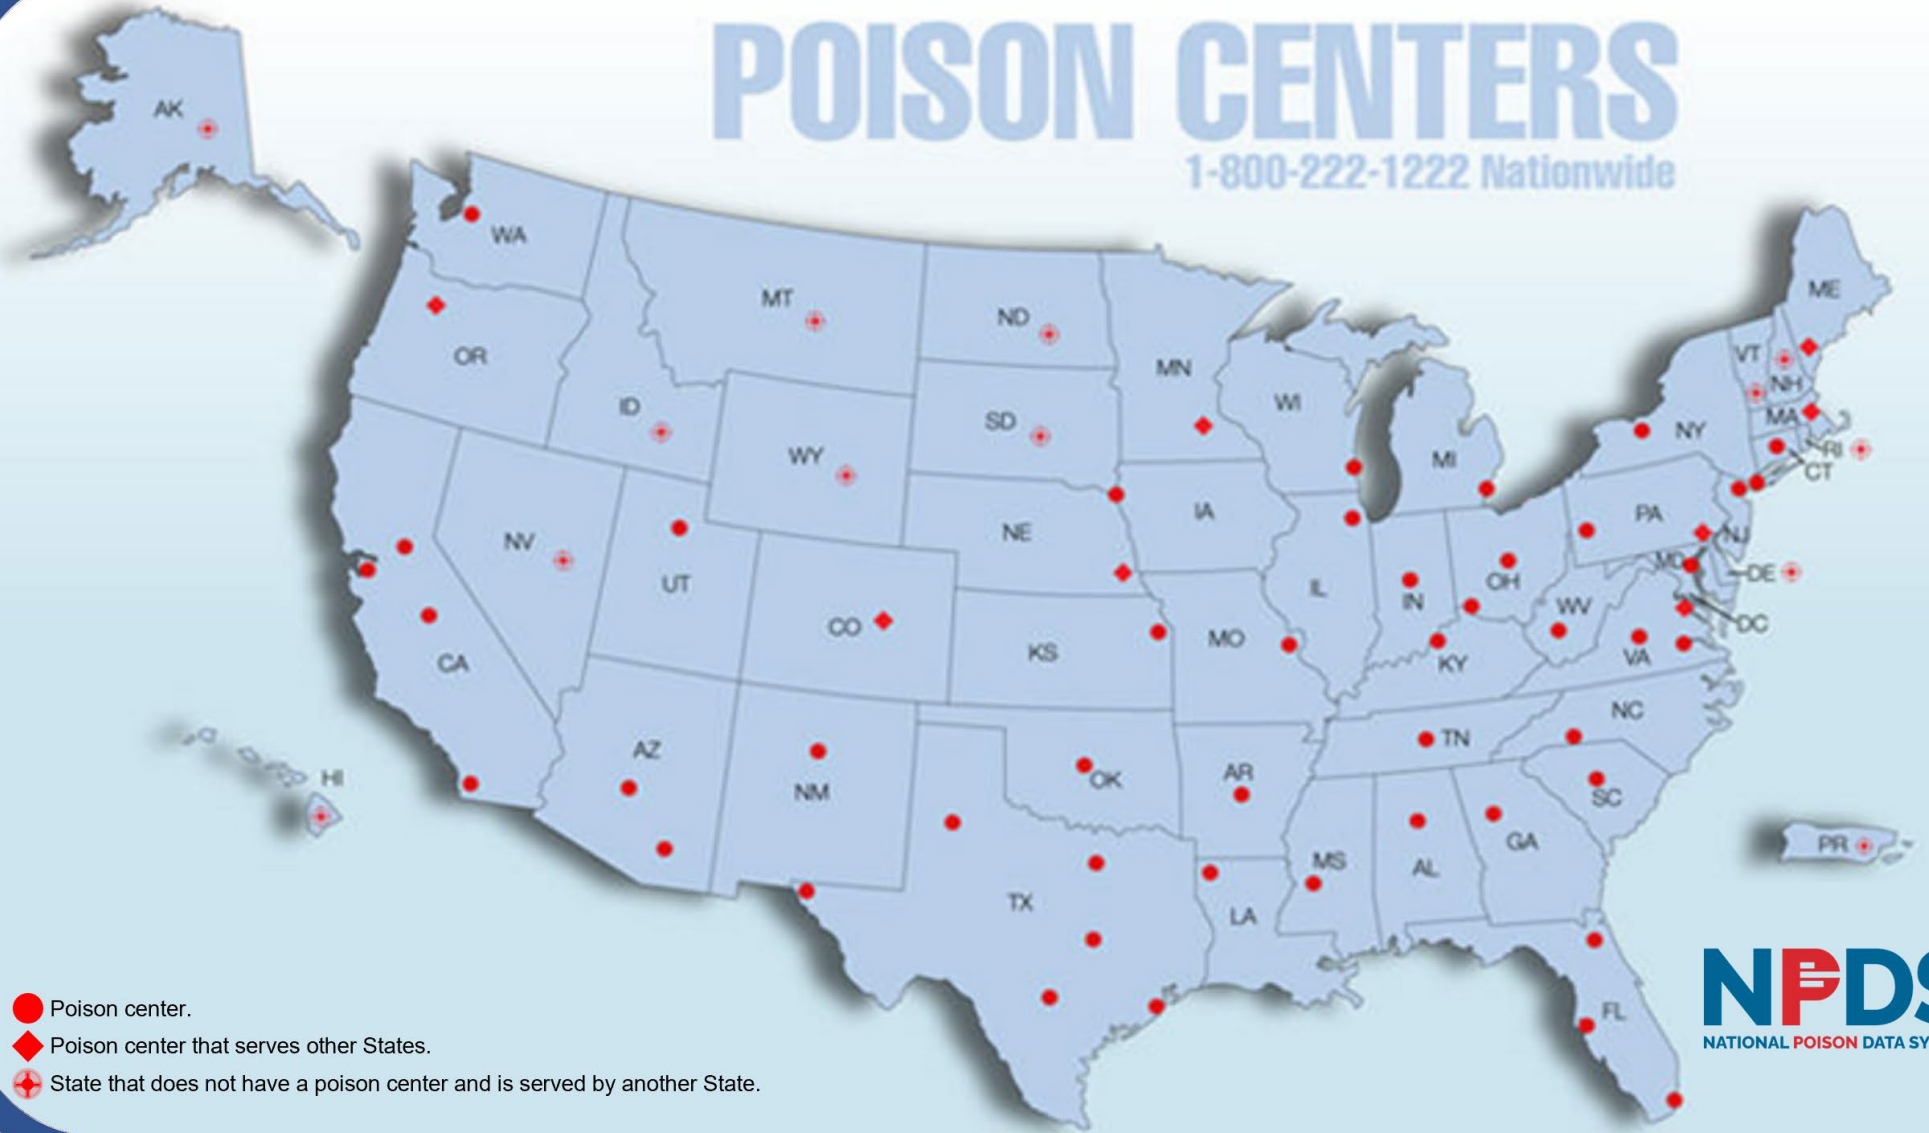 POISON CENTERS
1-800-222-1222 Nationwide
AK
WA
MT
ND
MN
ME
OR
ID
WY
SD
WI
MI
VT
NH
MA
NY
RI
CT
NV
UT
NE
IA
PA
NJ
CO
KS
MO
IL
IN
OH
WV
MD
DE
DC
CA
KY
VA
HI
AZ
NM
OK
AR
TN
NC
SC
TX
LA
MS
AL
GA
PR
FL
Poison center.
Poison center that serves other States.
State that does not have a poison center and is served by another State.
NPDS
NATIONAL POISON DATA SY